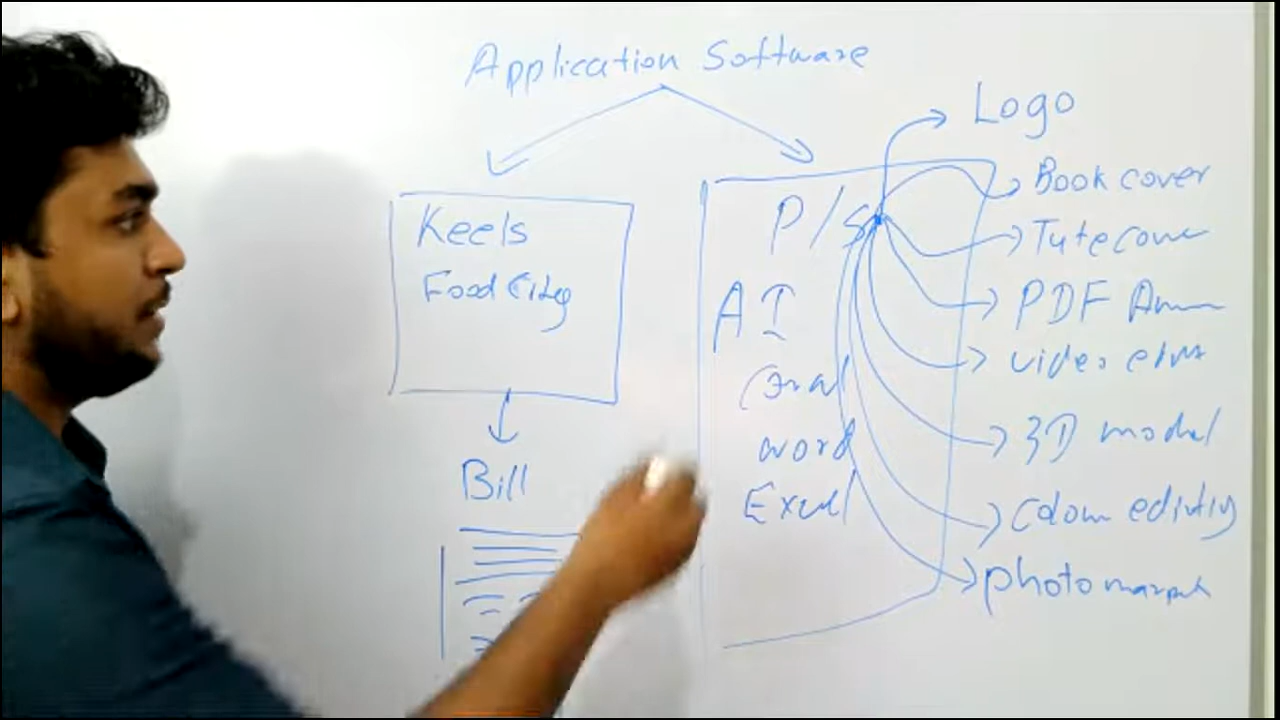 Application Software
Keels
Food City
Bill
P/S
AI
Coral
word
Excel
Logo
Book cover
Tute cover
PDF
video
3D model
Colour editing
photo